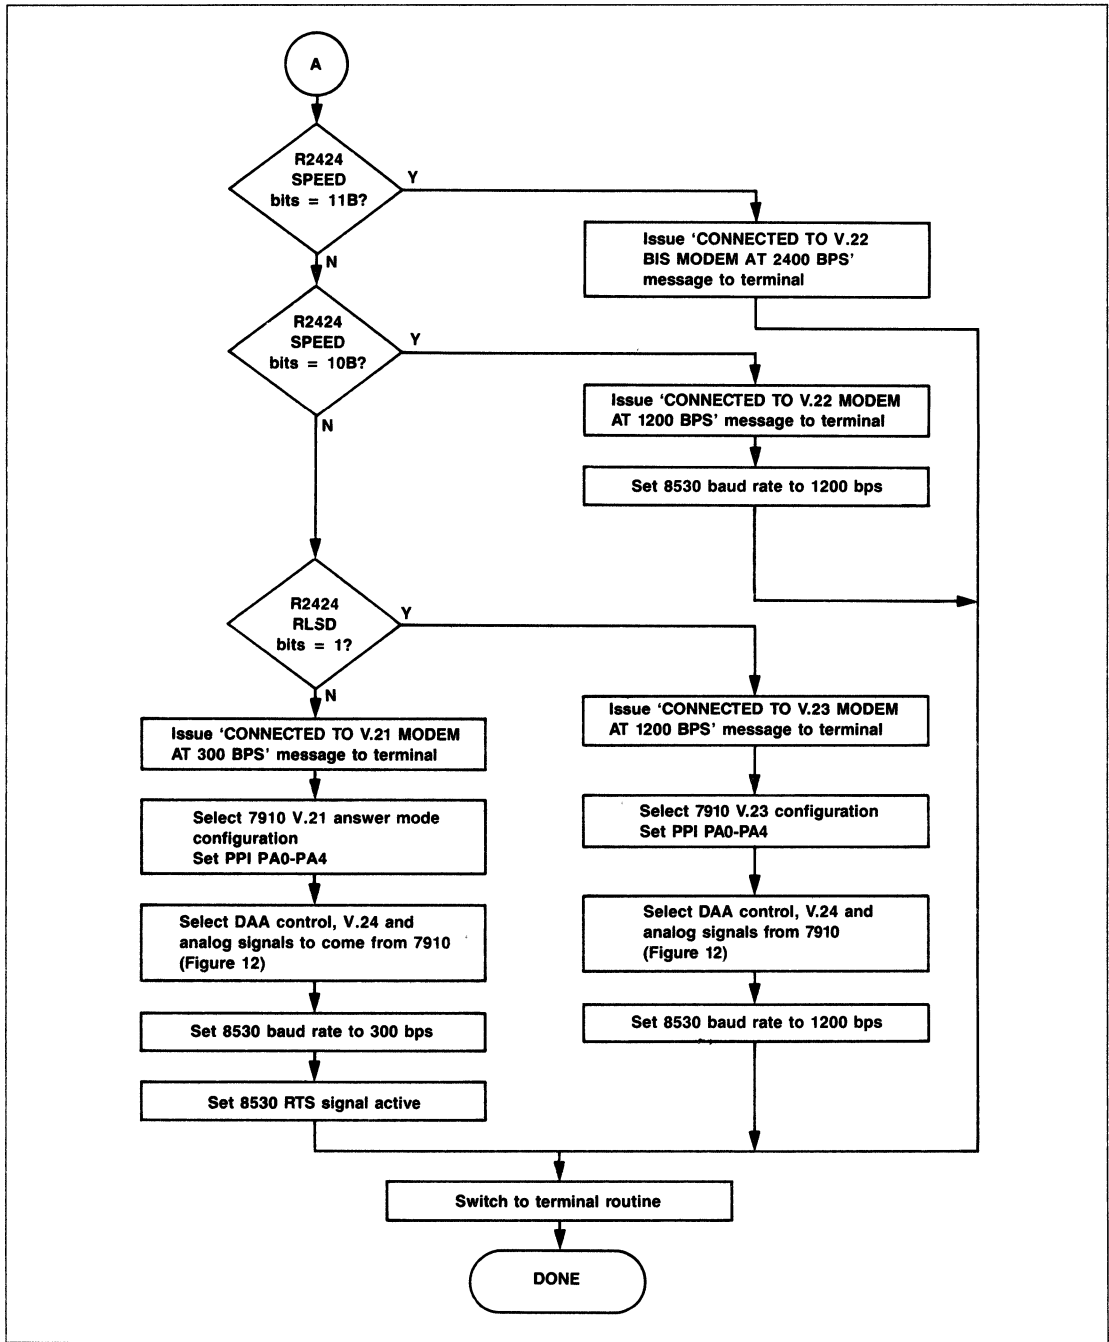 A
R2424
SPEED
bits = 11B?
Y
N
Issue ‘CONNECTED TO V.22
BIS MODEM AT 2400 BPS’
message to terminal
R2424
SPEED
bits = 10B?
Y
N
Issue ‘CONNECTED TO V.22 MODEM
AT 1200 BPS’ message to terminal
Set 8530 baud rate to 1200 bps
R2424
RLSD
bits = 1?
Y
N
Issue ‘CONNECTED TO V.21 MODEM
AT 300 BPS’ message to terminal
Select 7910 V.21 answer mode
configuration
Set PPI PA0-PA4
Select DAA control, V.24 and
analog signals to come from 7910
(Figure 12)
Set 8530 baud rate to 300 bps
Set 8530 RTS signal active
Issue ‘CONNECTED TO V.23 MODEM
AT 1200 BPS’ message to terminal
Select 7910 V.23 configuration
Set PPI PA0-PA4
Select DAA control, V.24 and
analog signals from 7910
(Figure 12)
Set 8530 baud rate to 1200 bps
Switch to terminal routine
DONE